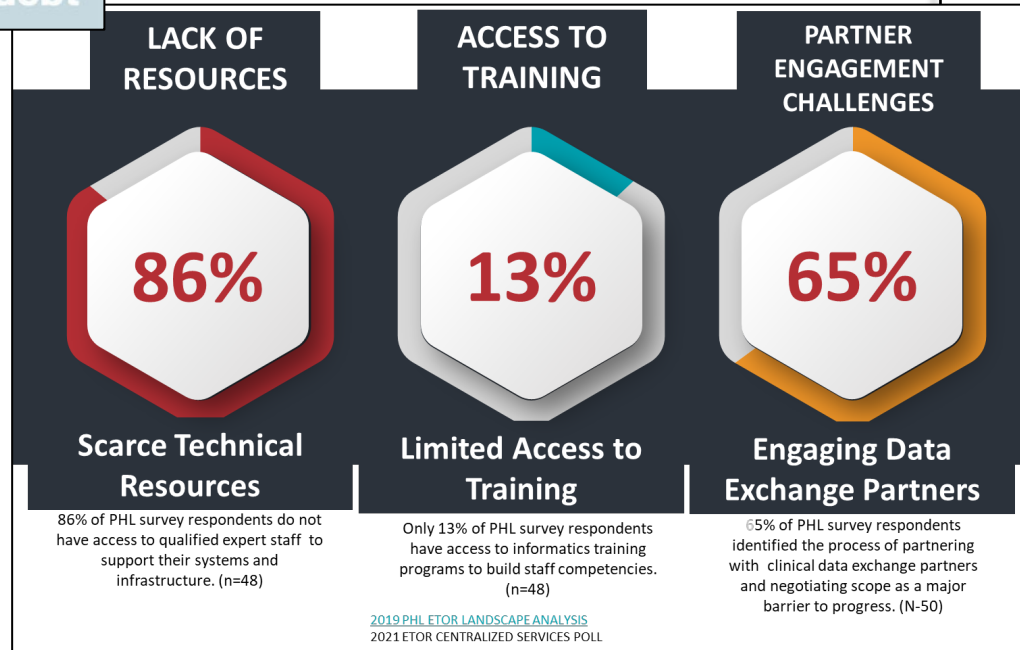 LACK OF
RESOURCES
86%
Scarce Technical
Resources
86% of PHL survey respondents do not
have access to qualified expert staff to
support their systems and
infrastructure. (n=48)
ACCESS TO
TRAINING
13%
Limited Access to
Training
Only 13% of PHL survey respondents
have access to informatics training
programs to build staff competencies.
(n=48)
PARTNER
ENGAGEMENT
CHALLENGES
65%
Engaging Data
Exchange Partners
65% of PHL survey respondents
identified the process of partnering
with clinical data exchange partners
and negotiating scope as a major
barrier to progress. (N-50)
2019 PHL ETOR LANDSCAPE ANALYSIS
2021 ETOR CENTRALIZED SERVICES POLL